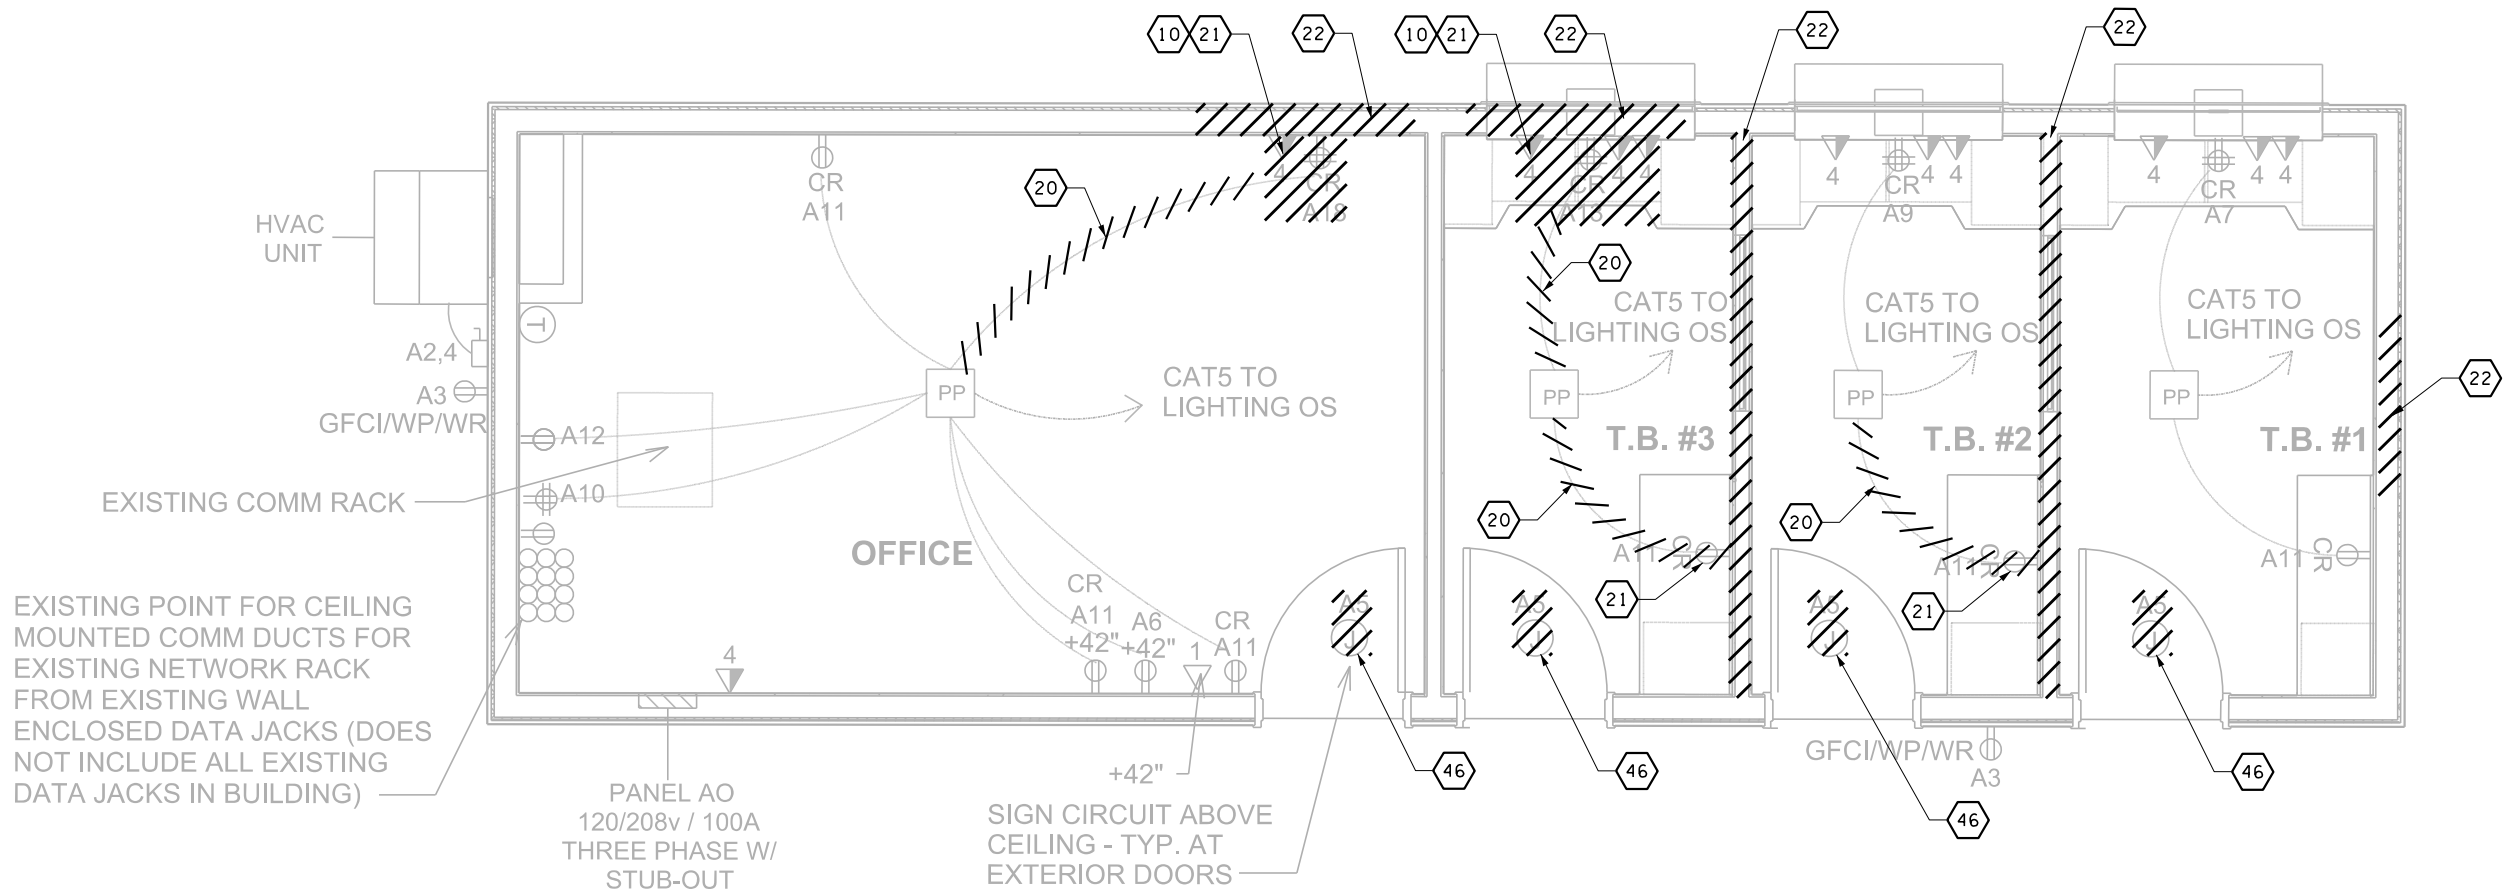 10
21
22
10
21
22
22
22
4
4
4
4
4
4
4
4
4
4
CR
A11
CR
A18
CR
A15
CR
A9
CR
A7
20
HVAC
UNIT
T
20
CAT5 TO
LIGHTING OS
CAT5 TO
LIGHTING OS
CAT5 TO
LIGHTING OS
A2,4
A3
GFCI/WP/WR
PP
CAT5 TO
LIGHTING OS
PP
PP
PP
22
A12
A10
T.B. #3
T.B. #2
T.B. #1
EXISTING COMM RACK
20
20
OFFICE
A11
CR
A11
CR
A11
CR
21
21
EXISTING POINT FOR CEILING
MOUNTED COMM DUCTS FOR
EXISTING NETWORK RACK
FROM EXISTING WALL
ENCLOSED DATA JACKS (DOES
NOT INCLUDE ALL EXISTING
DATA JACKS IN BUILDING)
4
CR
A11
+42"
A6
+42"
1
CR
A11
A5
J
A5
J
A5
J
A5
J
+42"
46
46
GFCI/WP/WR
A3
46
46
PANEL AO
120/208v / 100A
THREE PHASE W/
STUB-OUT
SIGN CIRCUIT ABOVE
CEILING - TYP. AT
EXTERIOR DOORS